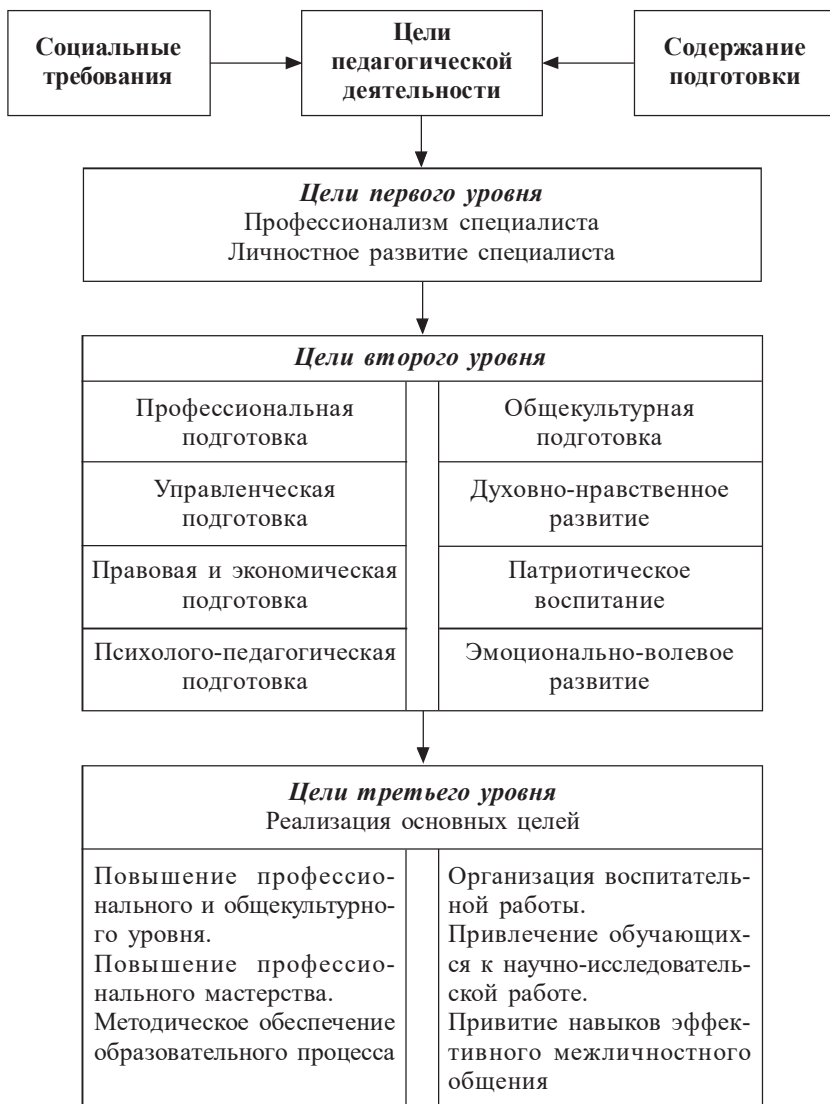 Социальные
требования
Цели
педагогической
деятельности
Содержание
подготовки
Цели первого уровня
Профессионализм специалиста
Личностное развитие специалиста
Цели второго уровня
Профессиональная
подготовка
Общекультурная
подготовка
Управленческая
подготовка
Духовно-нравственное
развитие
Правовая и экономическая
подготовка
Патриотическое
воспитание
Психолого-педагогическая
подготовка
Эмоционально-волевое
развитие
Цели третьего уровня
Реализация основных целей
Повышение профессио-
нального и общекультурно-
го уровня.
Повышение профессио-
нального мастерства.
Методическое обеспечение
образовательного процесса
Организация воспитатель-
ной работы.
Привлечение обучающих-
ся к научно-исследователь-
ской работе.
Привитие навыков эффек-
тивного межличностного
общения